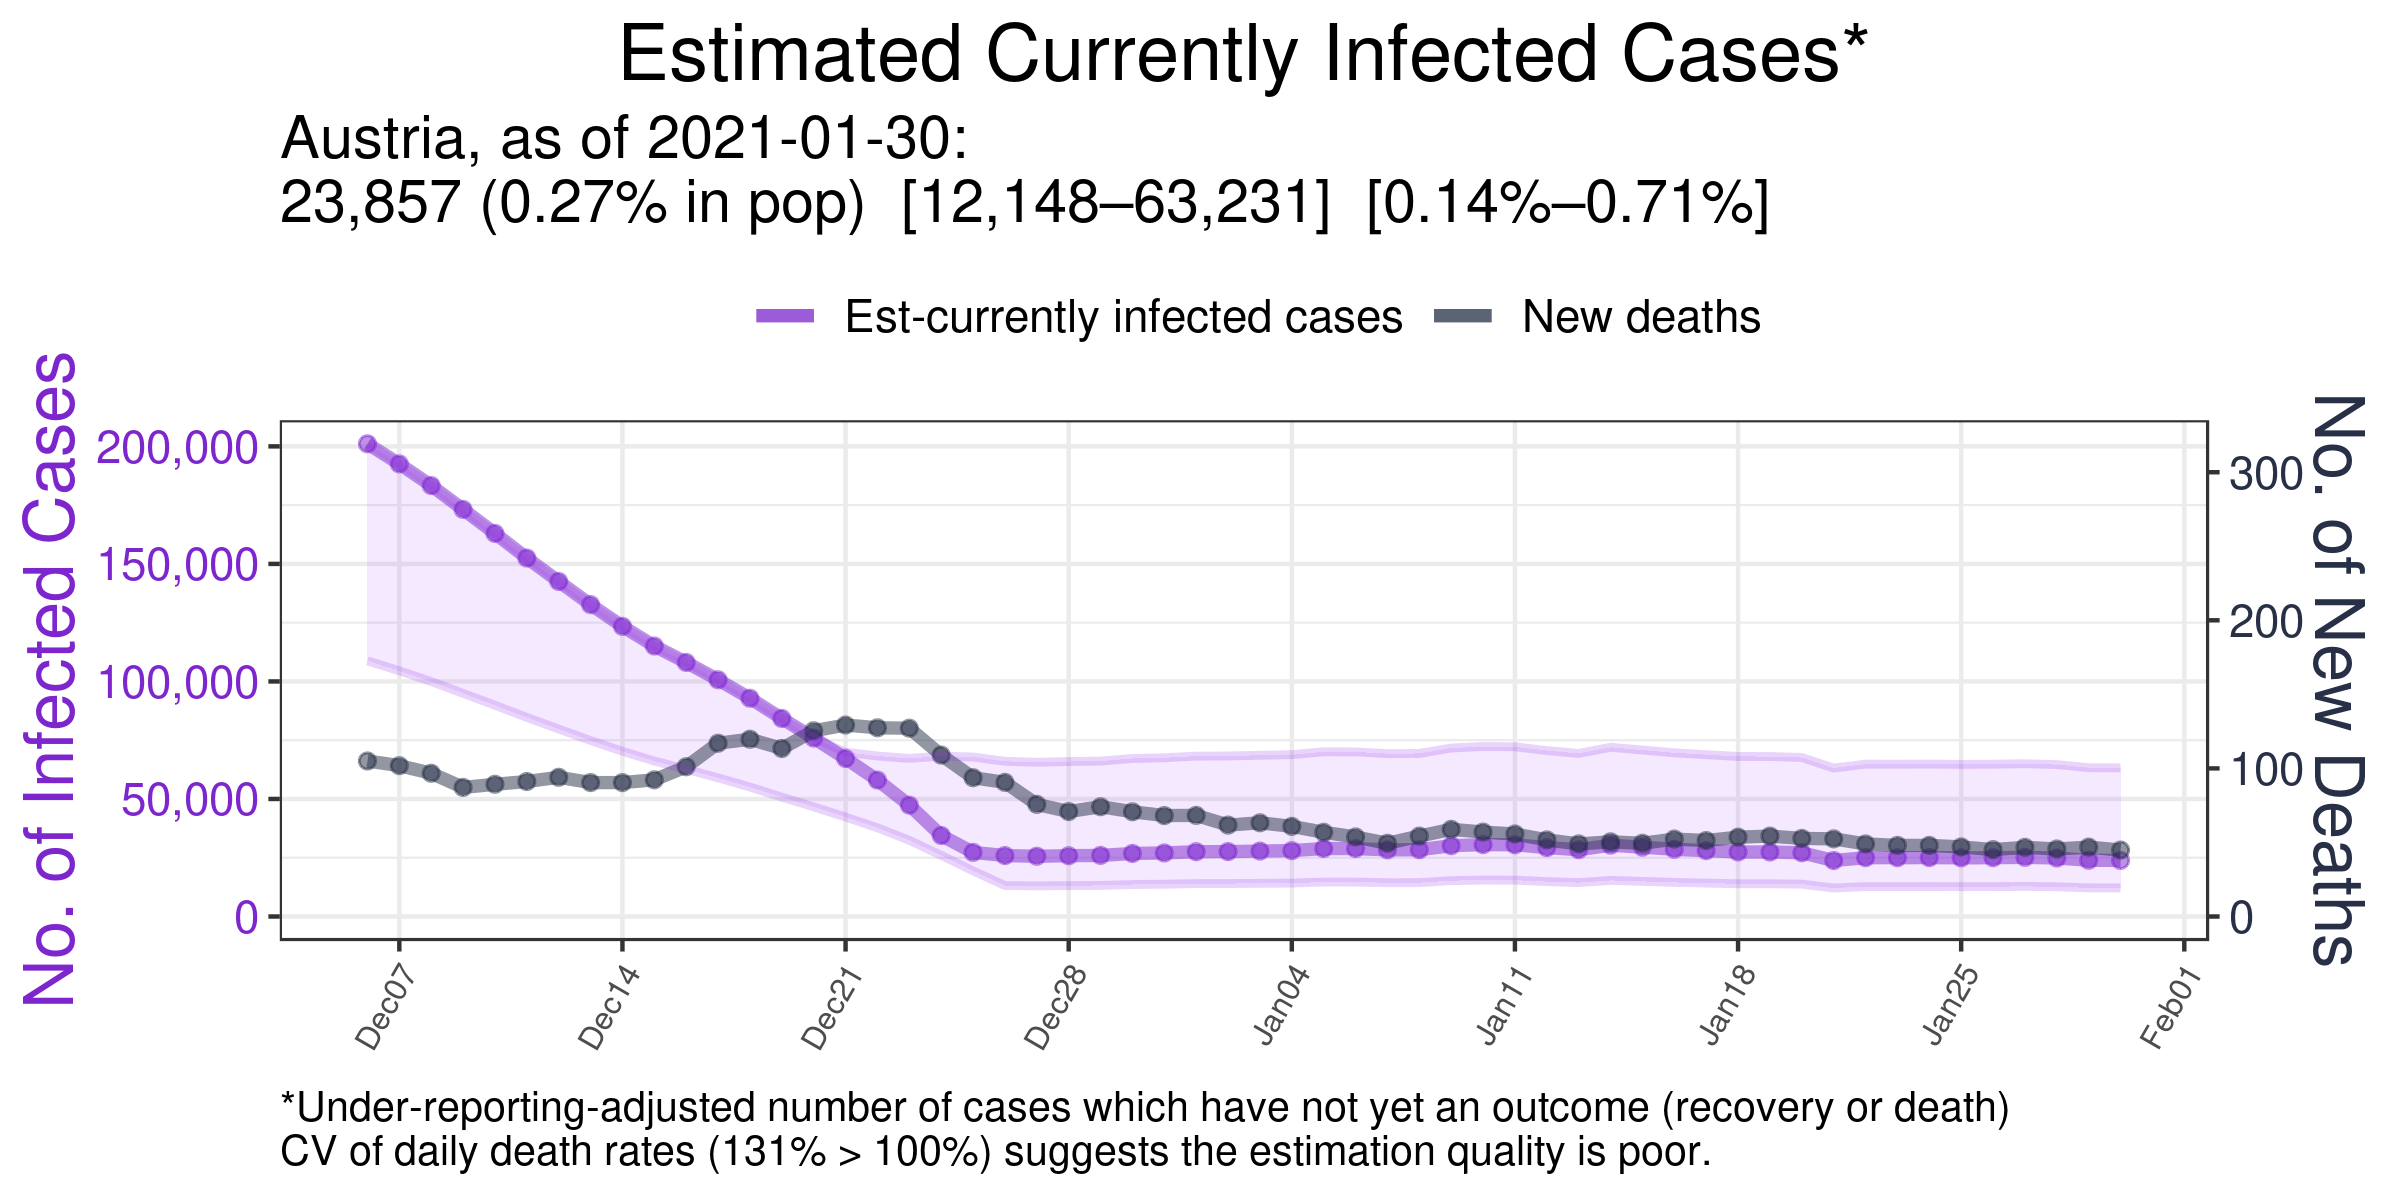 Estimated Currently Infected Cases*
Austria, as of 2021-01-30:
23,857 (0.27% in pop)  [12,148–63,231]  [0.14%–0.71%]
Est-currently infected cases
New deaths
No. of Infected Cases
200,000
150,000
100,000
50,000
0
300
200
100
0
No. of New Deaths
Dec07
Dec14
Dec21
Dec28
Jan04
Jan11
Jan18
Jan25
Feb01
*Under-reporting-adjusted number of cases which have not yet an outcome (recovery or death)
CV of daily death rates (131% > 100%) suggests the estimation quality is poor.